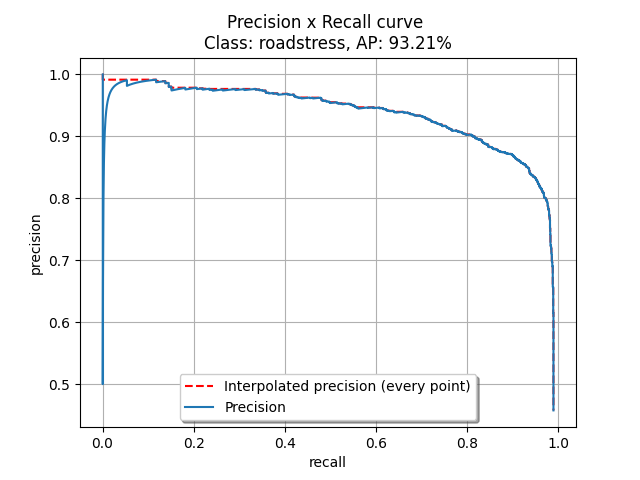 Precision x Recall curve
Class: roadstress, AP: 93.21%
1.0
0.9
0.8
0.7
0.6
0.5
precision
Interpolated precision (every point)
Precision
0.0 0.2 0.4 0.6 0.8 1.0
recall